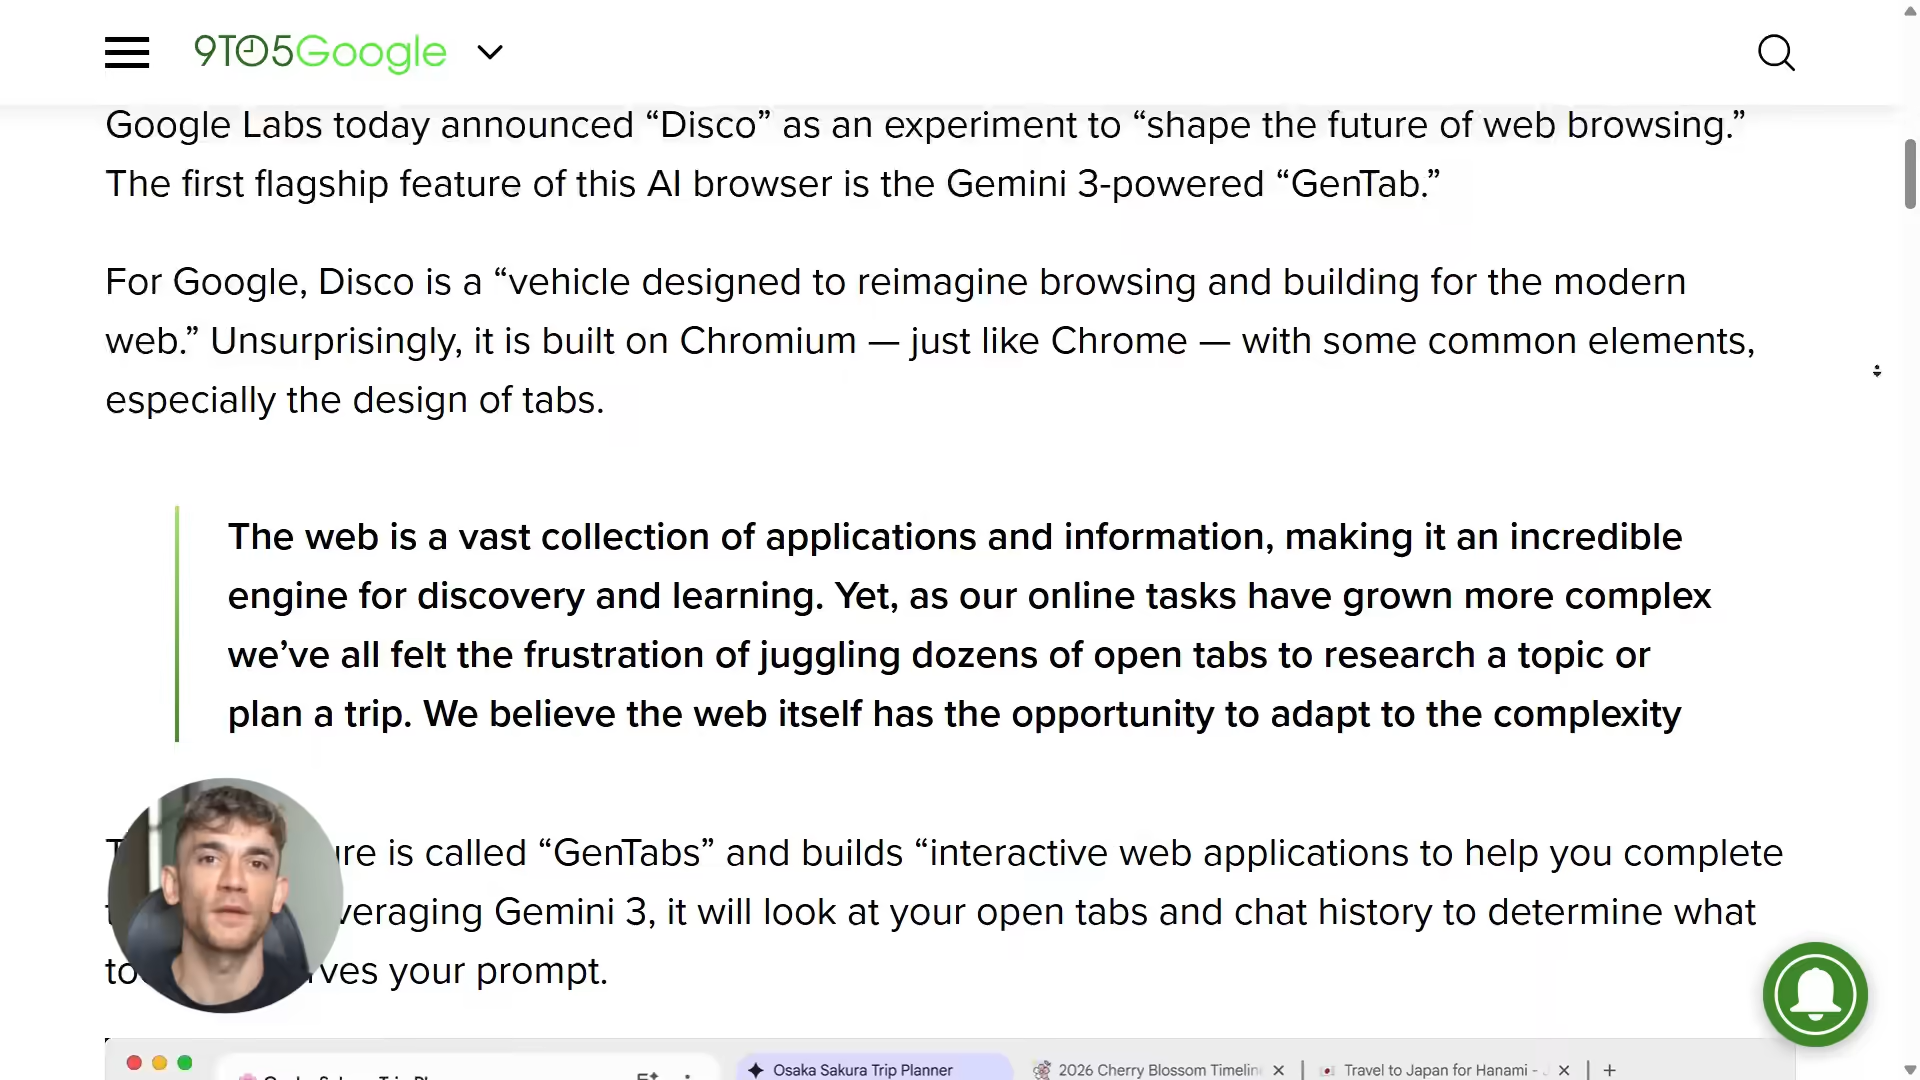 9TO5Google
Google Labs today announced “Disco” as an experiment to “shape the future of web browsing.”
The first flagship feature of this AI browser is the Gemini 3-powered “GenTab.”
For Google, Disco is a “vehicle designed to reimagine browsing and building for the modern
web.” Unsurprisingly, it is built on Chromium — just like Chrome — with some common elements,
especially the design of tabs.
The web is a vast collection of applications and information, making it an incredible
engine for discovery and learning. Yet, as our online tasks have grown more complex
we’ve all felt the frustration of juggling dozens of open tabs to research a topic or
plan a trip. We believe the web itself has the opportunity to adapt to the complexity
is called “GenTabs” and builds “interactive web applications to help you complete
Gemini 3, it will look at your open tabs and chat history to determine what
your prompt.
Osaka Sakura Trip Planner
2026 Cherry Blossom Timelin
Travel to Japan for Hanami -